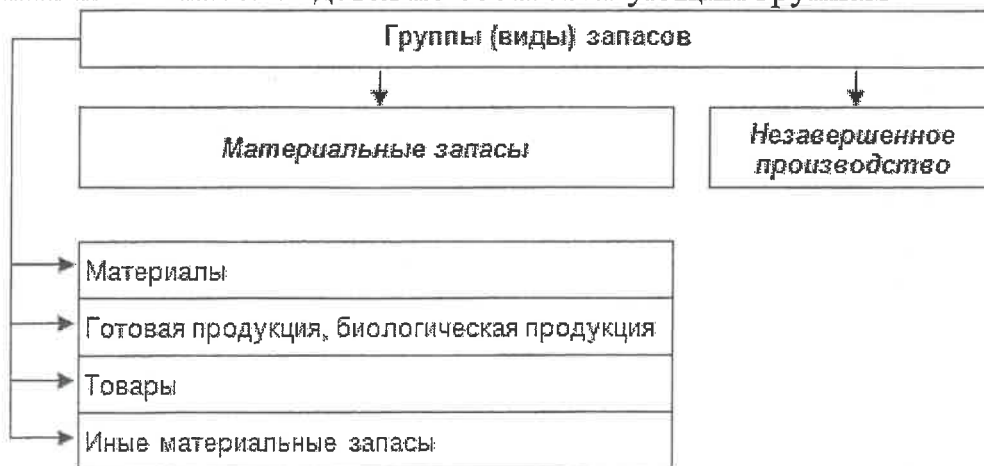 Группы (виды) запасов
Материальные запасы
Незавершенное
производство
Материалы
Готовая продукция, биологическая продукция
Товары
Иные материальные запасы